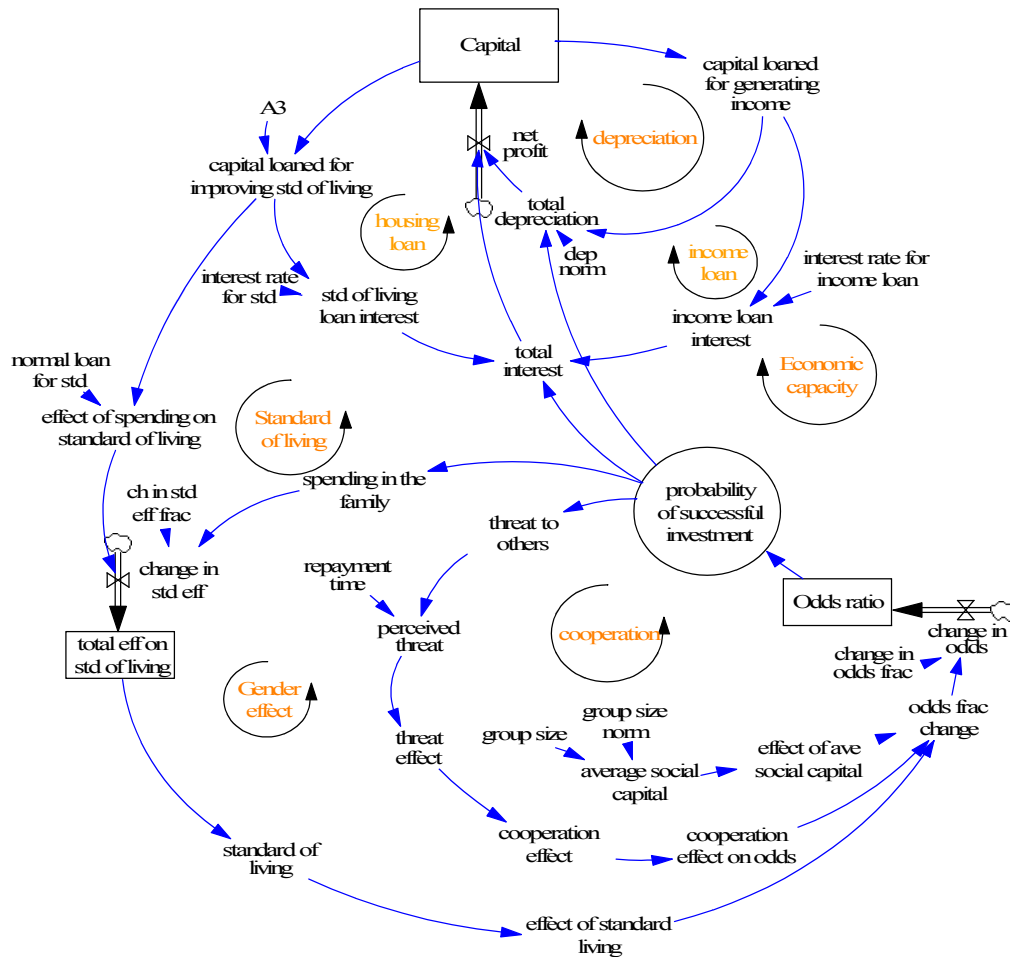 Capital
capital loaned
for generating
income
A3
net
profit
depreciation
capital loaned for
improving std of living
housing
loan
total
depreciation
dep
norm
income
loan
interest rate for
income loan
interest rate
for std
std of living
loan interest
income loan
interest
total
interest
Economic
capacity
normal loan
for std
effect of spending on
standard of living
Standard
of living
spending in the
family
probability
of successful
investment
ch in std
eff frac
threat to
others
change in
std eff
repayment
time
Odds ratio
perceived
threat
cooperation
change in
odds
total eff on
std of living
change in
odds frac
Gender
effect
group size
norm
odds frac
change
group size
threat
effect
effect of ave
social capital
average social
capital
cooperation
effect
cooperation
effect on odds
standard of
living
effect of standard
living